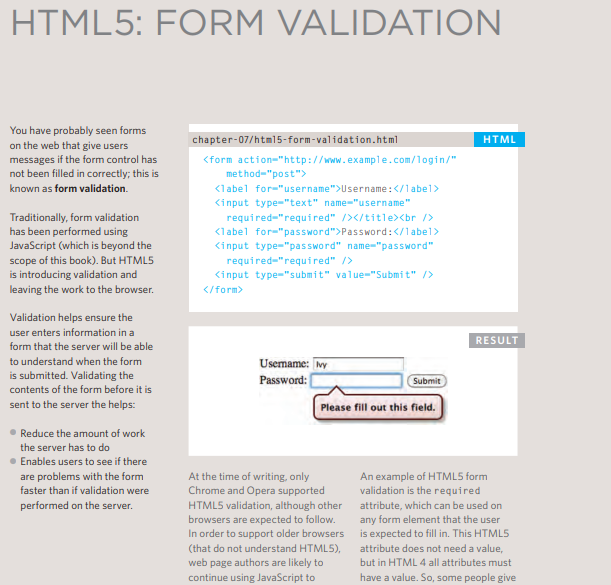 HTML5: FORM VALIDATION
You have probably seen forms
on the web that give users
messages if the form control has
not been filled in correctly; this is
known as form validation.
Traditionally, form validation
has been performed using
JavaScript (which is beyond the
scope of this book). But HTML5
is introducing validation and
leaving the work to the browser.
Validation helps ensure the
user enters information in a
form that the server will be able
to understand when the form
is submitted. Validating the
contents of the form before it is
sent to the server the helps:
Reduce the amount of work
the server has to do
Enables users to see if there
are problems with the form
faster than if validation were
performed on the server.
chapter-07/html5-form-validation.html
HTML
<form action="http://www.example.com/login/"
method="post">
<label for="username">Username:</label>
<input type="text" name="username"
required="required" /></title><br />
<label for="password">Password:</label>
<input type="password" name="password"
required="required" />
<input type="submit" value="Submit" />
</form>
RESULT
Username: Ivy
Password: Submit
Please fill out this field.
At the time of writing, only
Chrome and Opera supported
HTML5 validation, although other
browsers are expected to follow.
In order to support older browsers
(that do not understand HTML5),
web page authors are likely to
continue using JavaScript to
An example of HTML5 form
validation is the required
attribute, which can be used on
any form element that the user
is expected to fill in. This HTML5
attribute does not need a value,
but in HTML 4 all attributes must
have a value. So, some people give